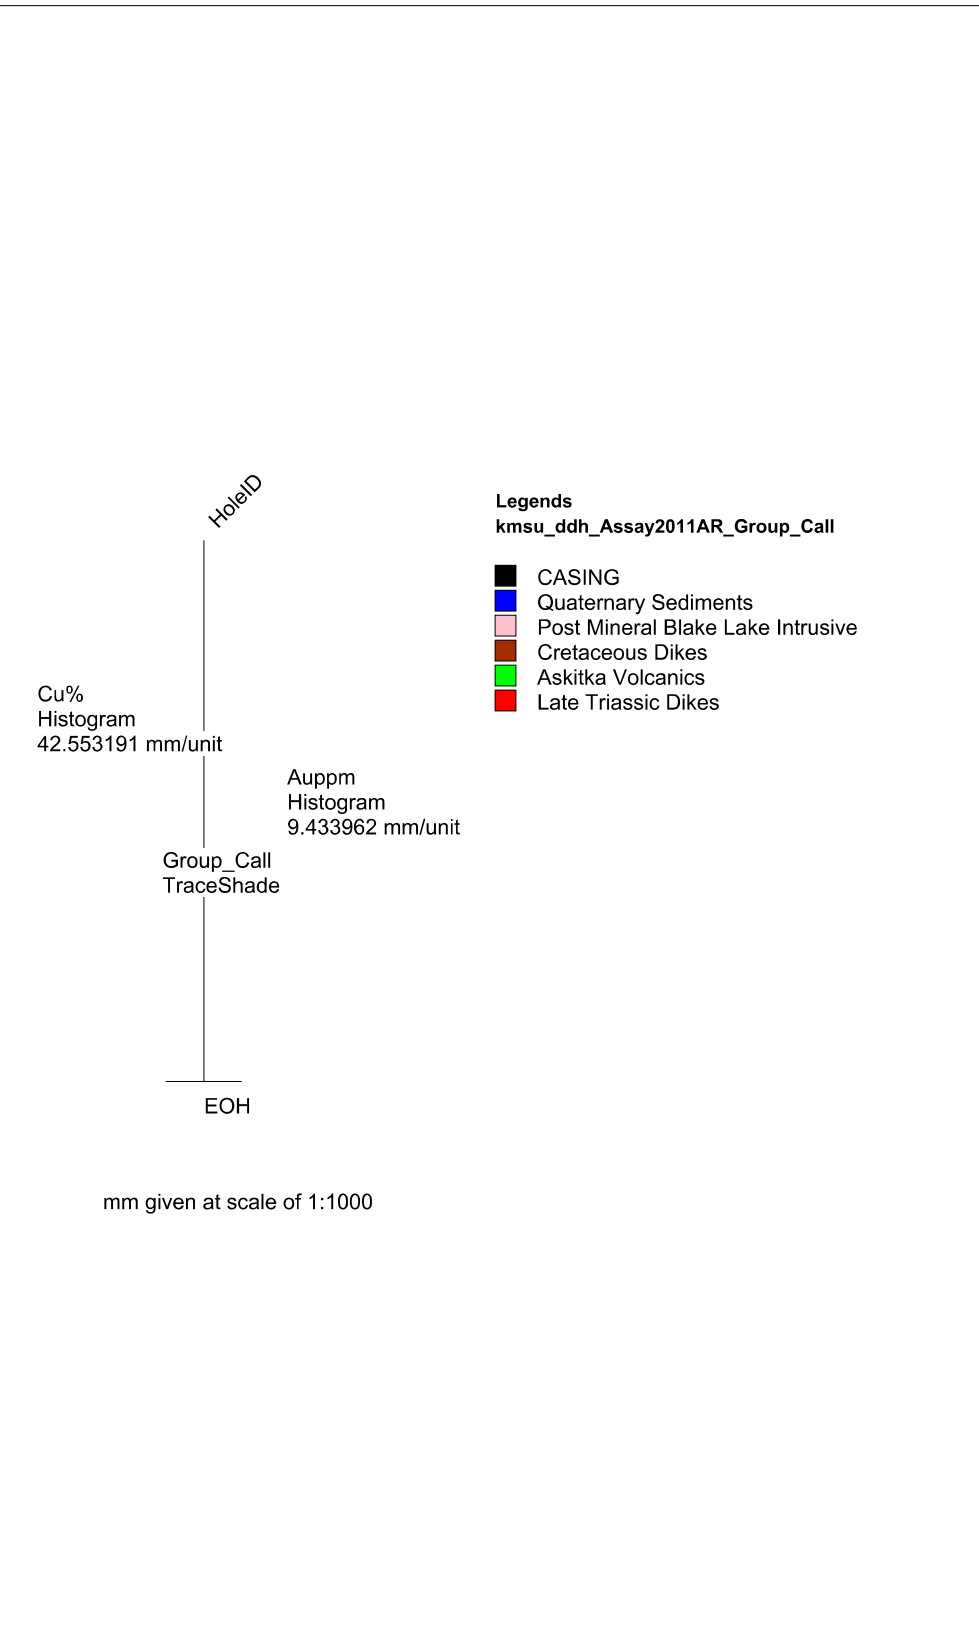 HoleID
Cu%
Histogram
42.553191 mm/unit
Auppm
Histogram
9.433962 mm/unit
Group_Call
TraceShade
EOH
mm given at scale of 1:1000
Legends
kmsu_ddh_Assay2011AR_Group_Call
CASING
Quaternary Sediments
Post Mineral Blake Lake Intrusive
Cretaceous Dikes
Askitka Volcanics
Late Triassic Dikes